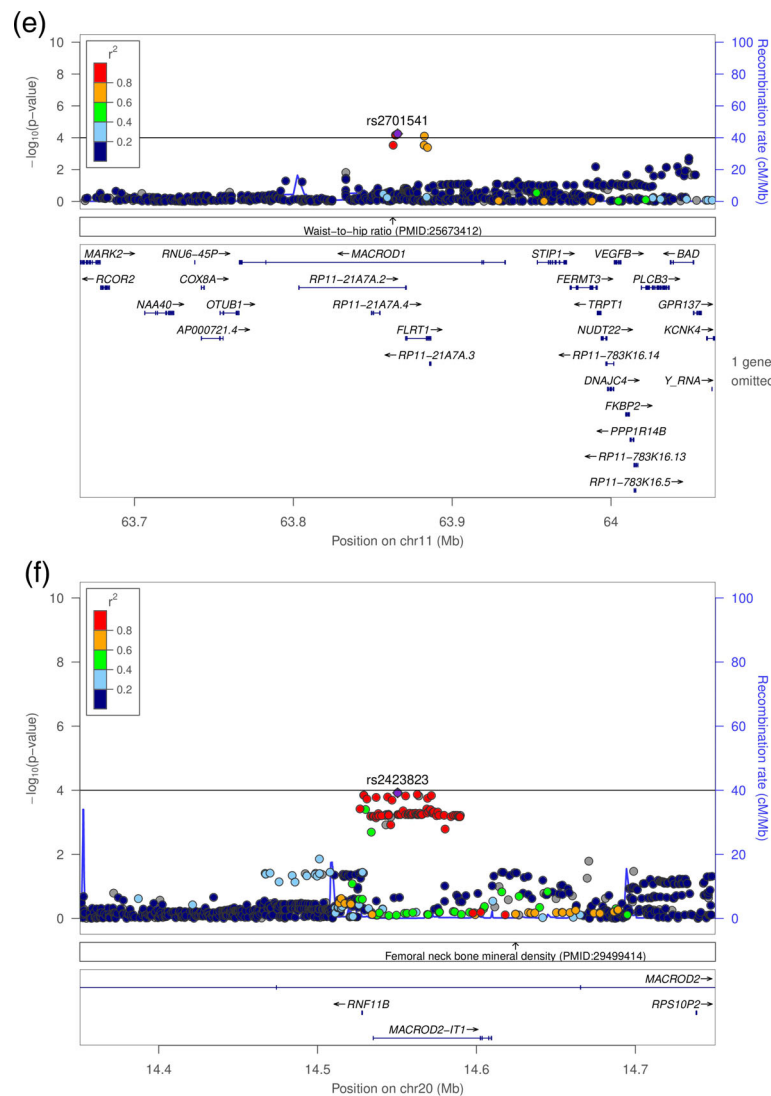 (e)
r2
0.8
0.6
0.4
0.2
10
8
6
4
2
0
−log10(p−value)
100
80
60
40
20
0
Recombination rate (cM/Mb)
rs2701541
Waist−to−hip ratio (PMID:25673412)
MARK2→ RNU6−45P→ ←MACROD1 STIP1→ VEGFB→ ←BAD
←RCOR2 COX8A→ RP11−21A7A.2→ FERMT3→ PLCB3→
NAA40→ OTUB1→ RP11−21A7A.4→ ←TRPT1 GPR137→
AP000721.4→ FLRT1→ NUDT22→ KCNK4→
←RP11−21A7A.3 ←RP11−783K16.14
DNAJC4→ Y_RNA→
FKBP2→
←PPP1R14B
←RP11−783K16.13
RP11−783K16.5→
1 gene
omitted
63.7 63.8 63.9 64
Position on chr11 (Mb)
(f)
r2
0.8
0.6
0.4
0.2
10
8
6
4
2
0
−log10(p−value)
100
80
60
40
20
0
Recombination rate (cM/Mb)
rs2423823
Femoral neck bone mineral density (PMID:29499414)
MACROD2→
←RNF11B RPS10P2→
MACROD2−IT1→
14.4 14.5 14.6 14.7
Position on chr20 (Mb)